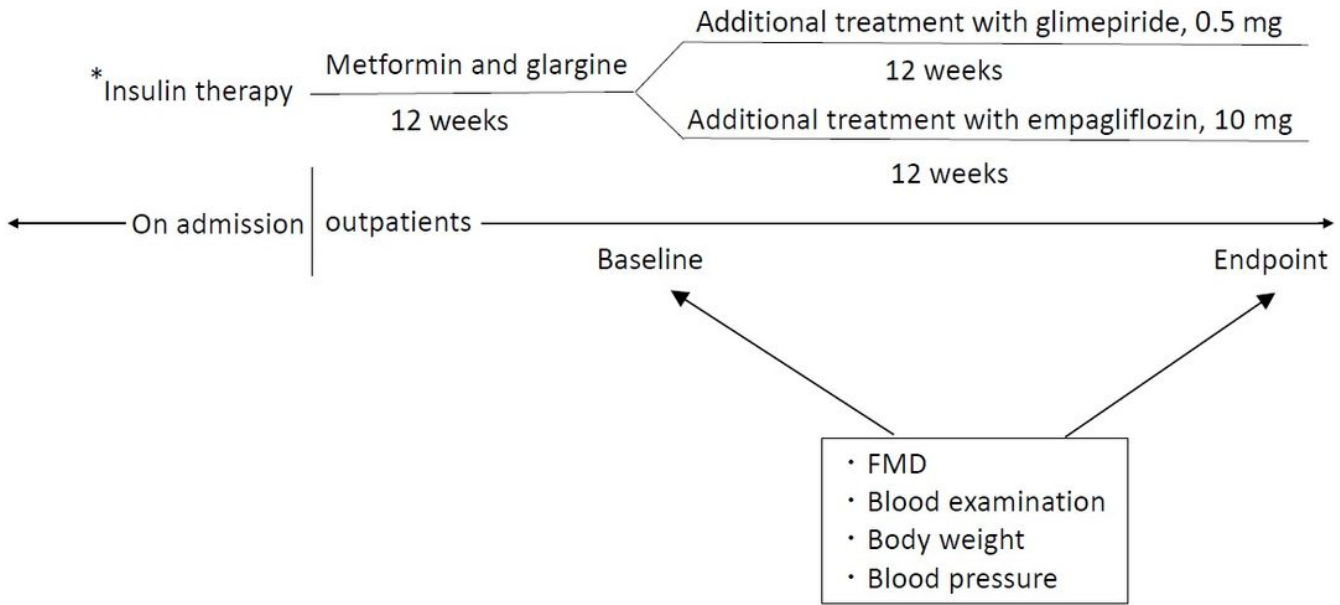 Additional treatment with glimepiride, 0.5 mg
Metformin and glargine
12 weeks
*Insulin therapy
12 weeks
Additional treatment with empagliflozin, 10 mg
12 weeks
On admission
outpatients
Baseline
Endpoint
・FMD
・Blood examination
・Body weight
・Blood pressure